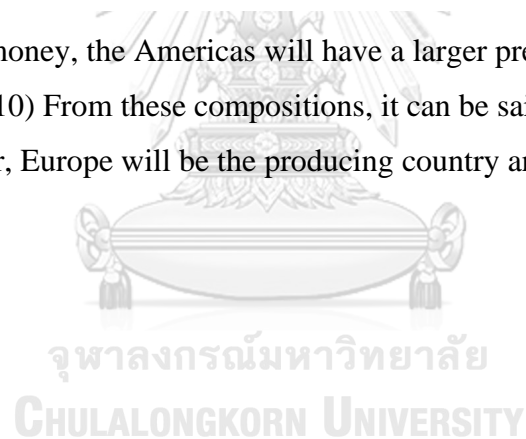 money, the Americas will have a larger pre
10) From these compositions, it can be sai
r, Europe will be the producing country an
จุฬาลงกรณ์มหาวิทยาลัย
CHULALONGKORN UNIVERSITY